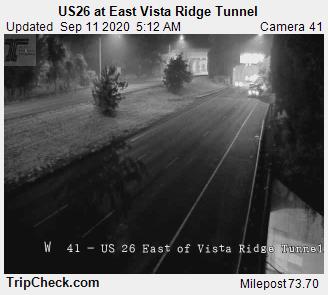 US26 at East Vista Ridge Tunnel
Updated Sep 11 2020 5:12 AM Camera 41
W 41 - US 26 East of Vista Ridge Tunnel
TripCheck.com Milepost 73.70